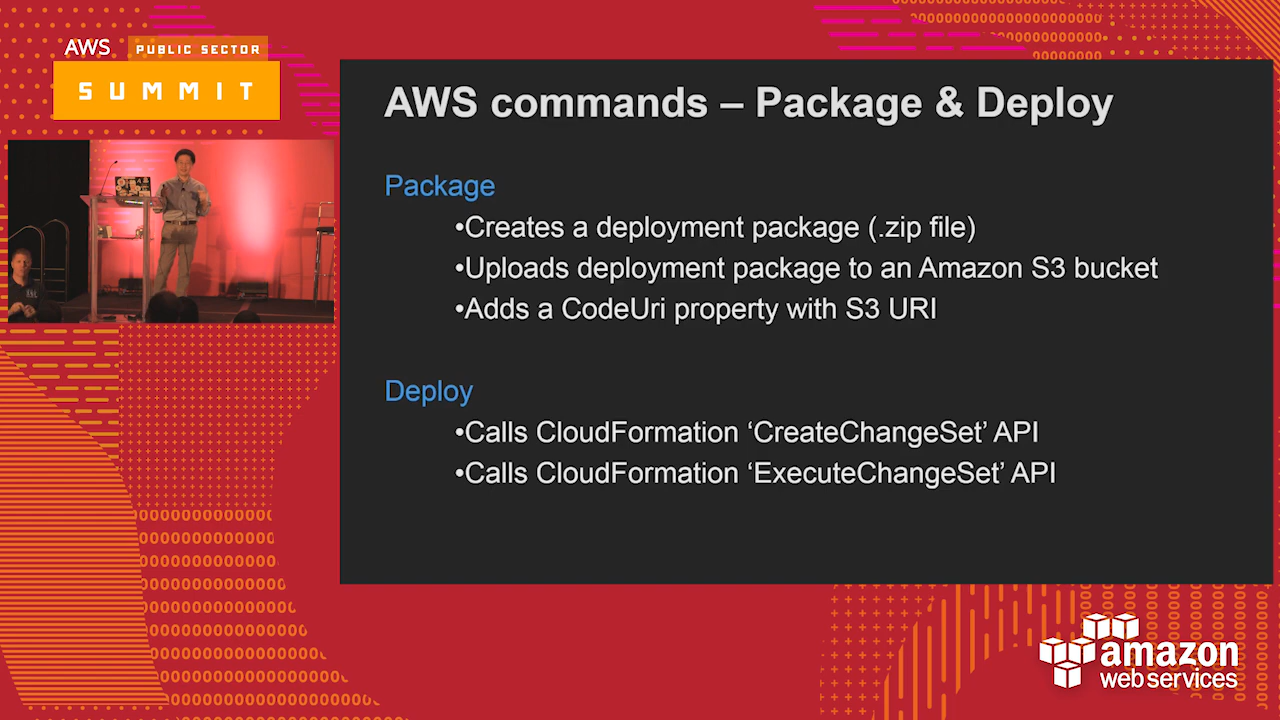 AWS PUBLIC SECTOR
SUMMIT
AWS commands – Package & Deploy
Package
•Creates a deployment package (.zip file)
•Uploads deployment package to an Amazon S3 bucket
•Adds a CodeUri property with S3 URI
Deploy
•Calls CloudFormation ‘CreateChangeSet’ API
•Calls CloudFormation ‘ExecuteChangeSet’ API
amazon
web services